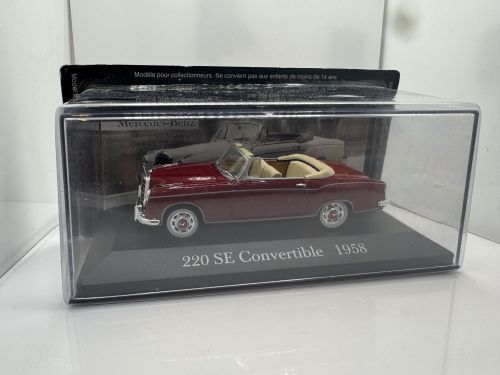 Modèle pour collectionneurs. Ne convient pas aux enfants de moins de 14 ans
Mercedes-Benz
220 SE Convertible 1958